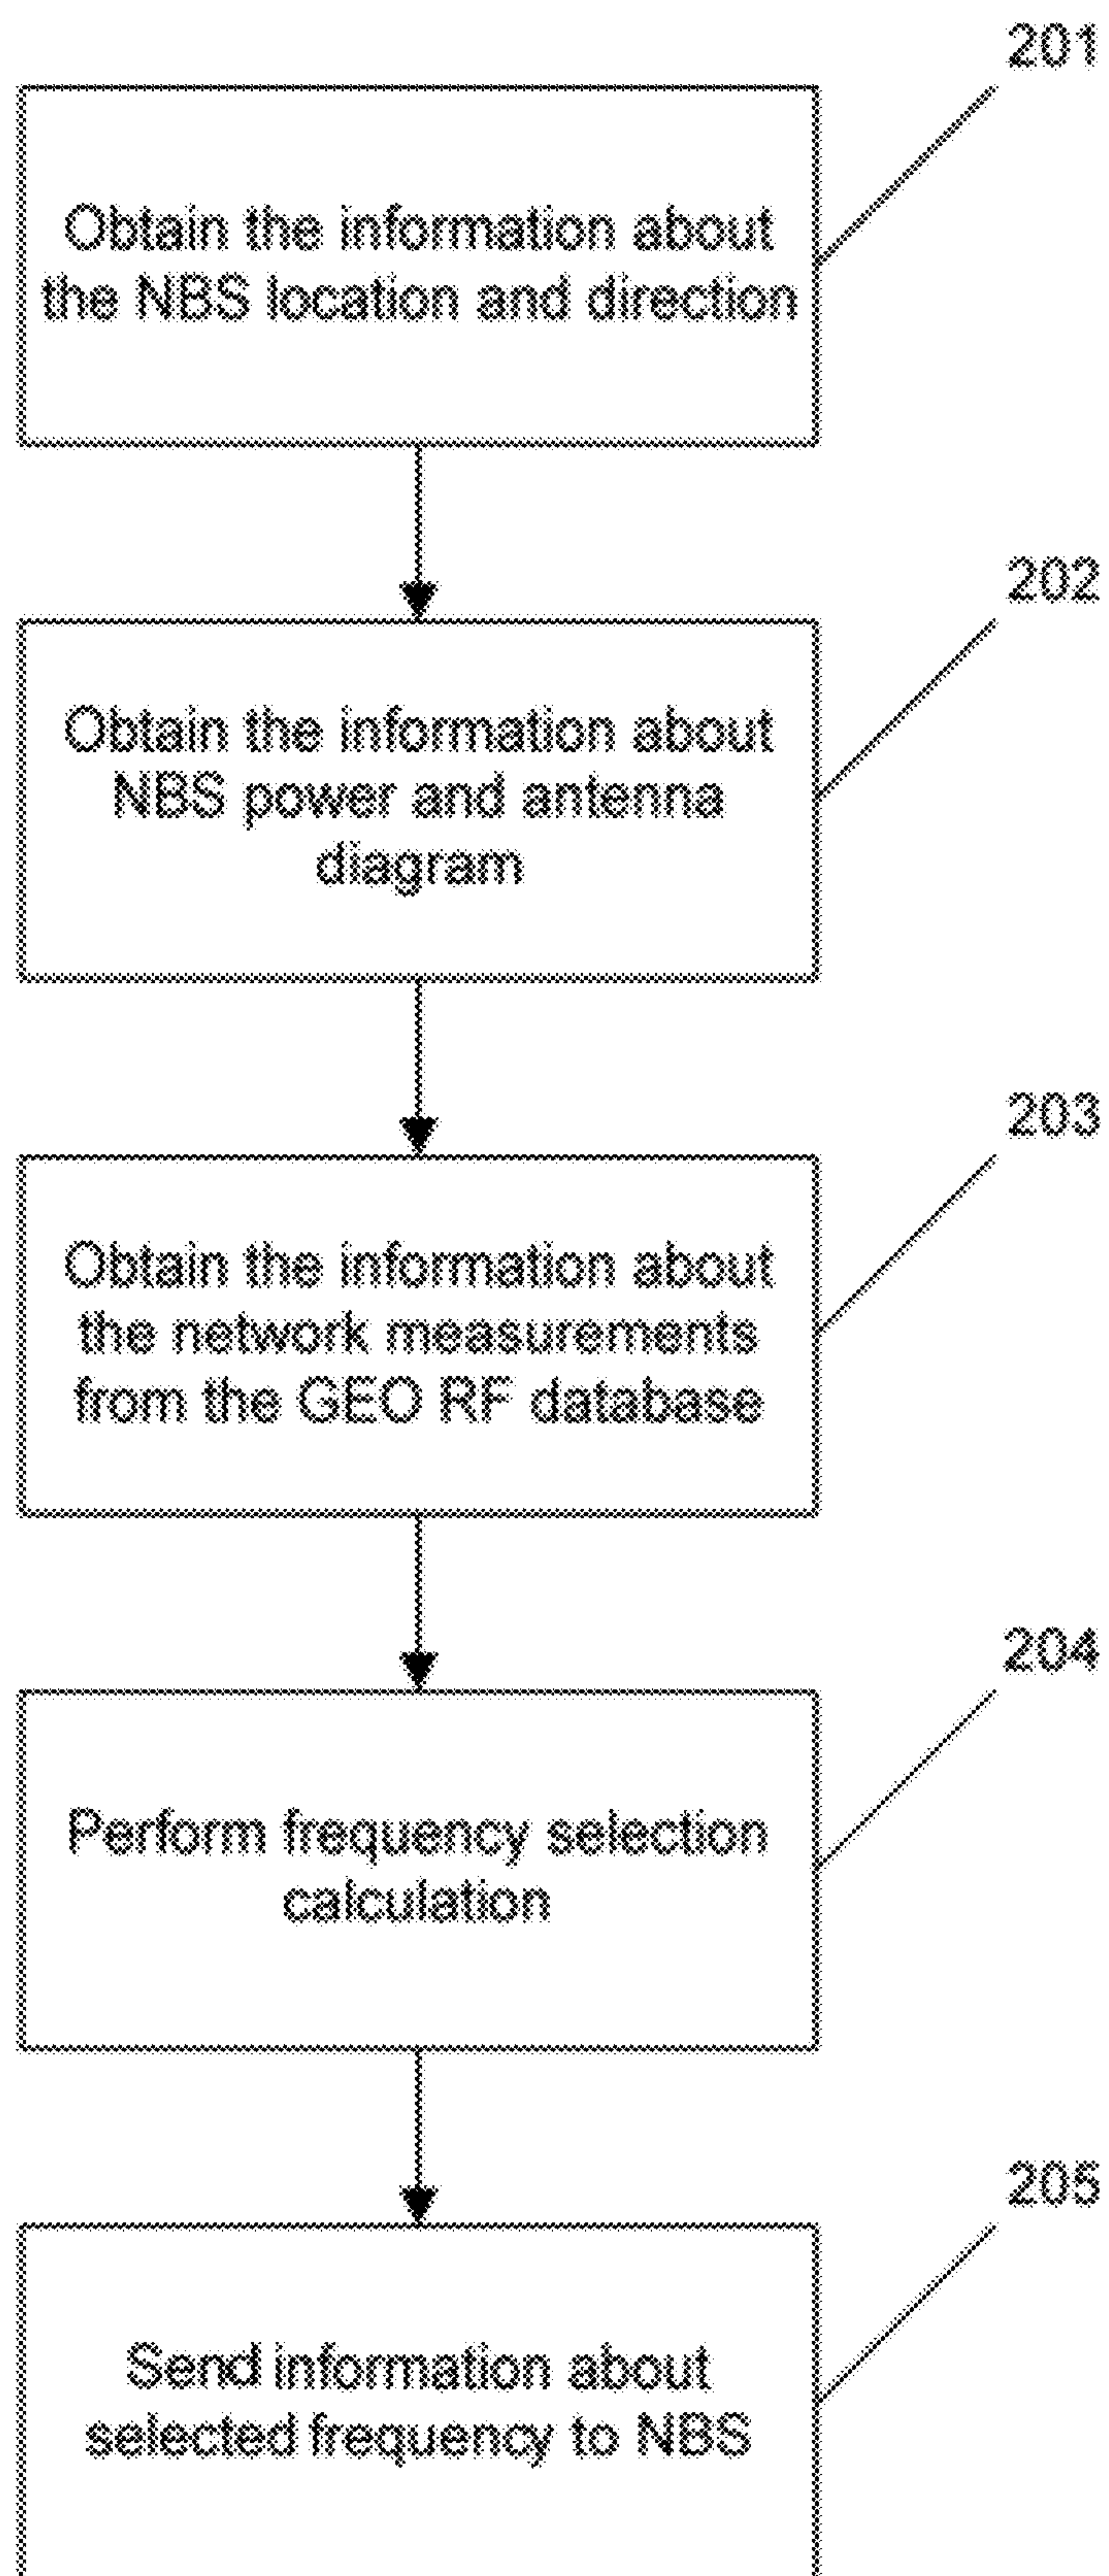 201
Obtain the information about
the NBS location and direction
202
Obtain the information about
NBS power and antenna
diagram
203
Obtain the information about
the network measurements
from the GEO RF database
204
Perform frequency selection
calculation
205
Send information about
selected frequency to NBS